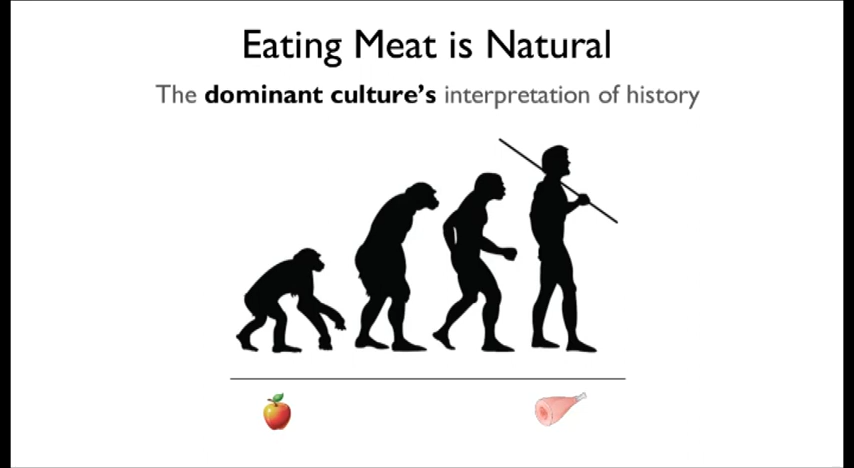 Eating Meat is Natural
The dominant culture's interpretation of history